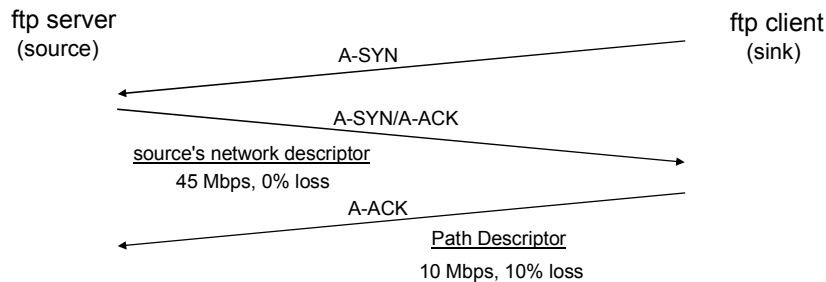 ftp server
(source)
ftp client
(sink)
A-SYN
A-SYN/A-ACK
source's network descriptor
45 Mbps, 0% loss
A-ACK
Path Descriptor
10 Mbps, 10% loss